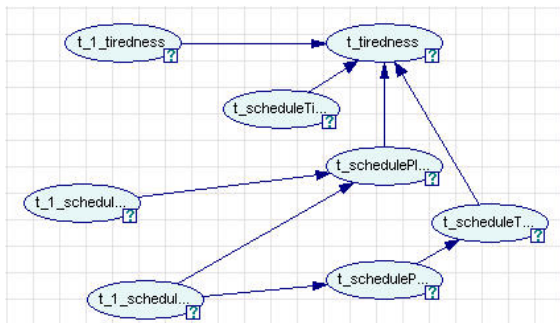 t_1_tiredness
?
t_tiredness
?
t_scheduleTi...
?
t_schedulePl...
?
t_1_schedul...
?
t_scheduleT...
?
t_scheduleP...
?
t_1_schedul...
?